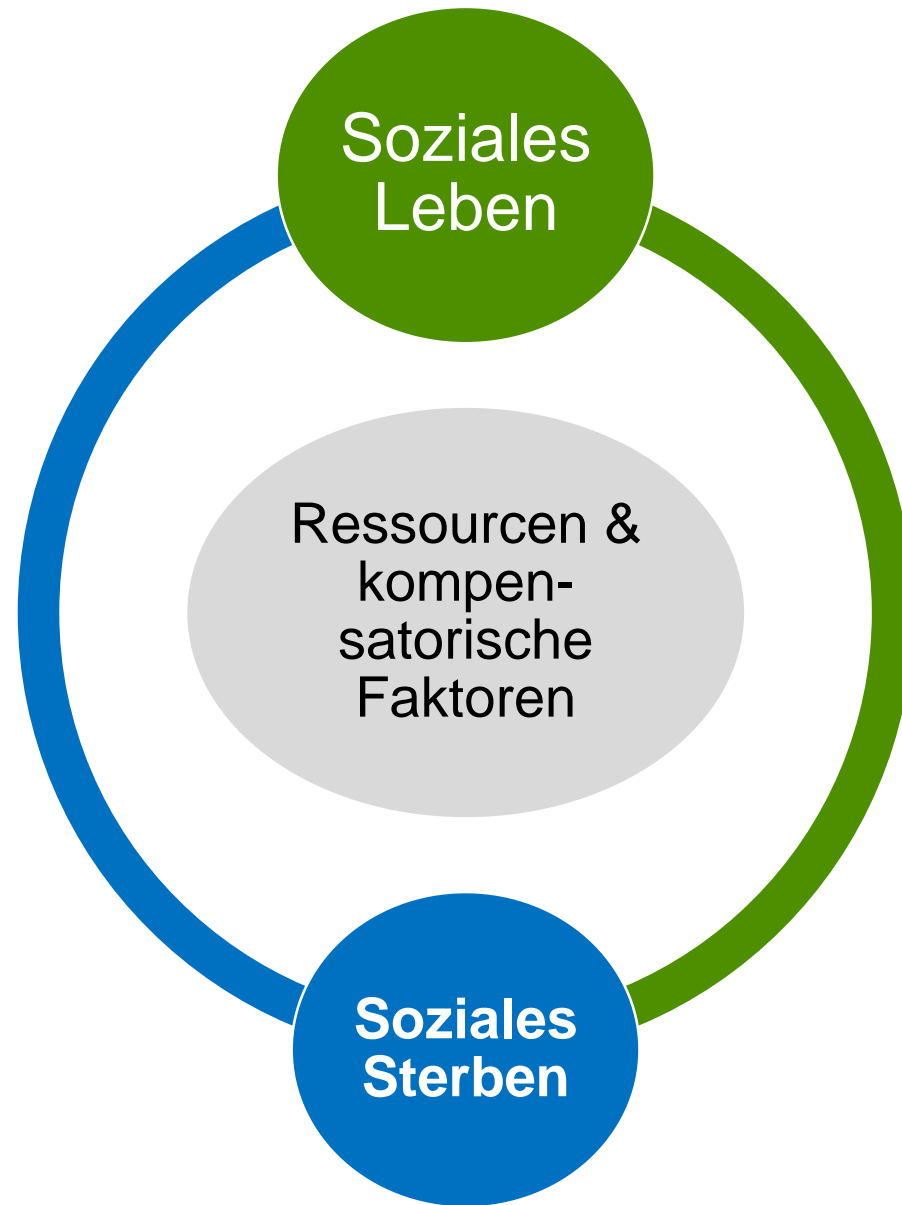 Soziales
Leben
Ressourcen &
kompen-
satorische
Faktoren
Soziales
Sterben